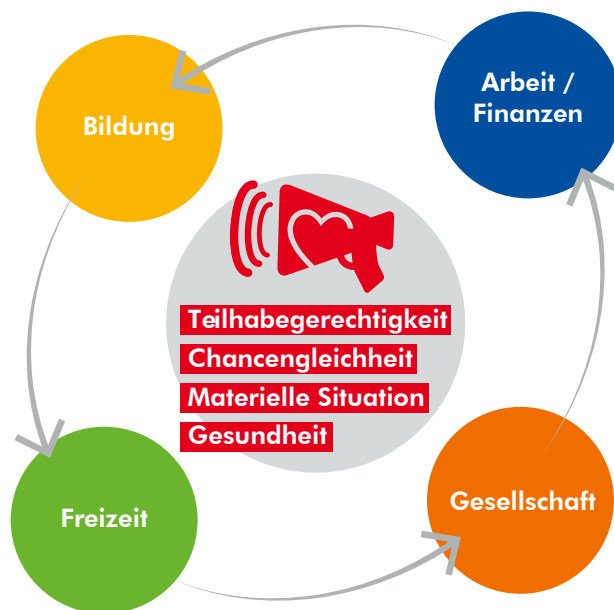 Bildung
Arbeit /
Finanzen
Teilhabegerechtigkeit
Chancengleichheit
Materielle Situation
Gesundheit
Freizeit
Gesellschaft